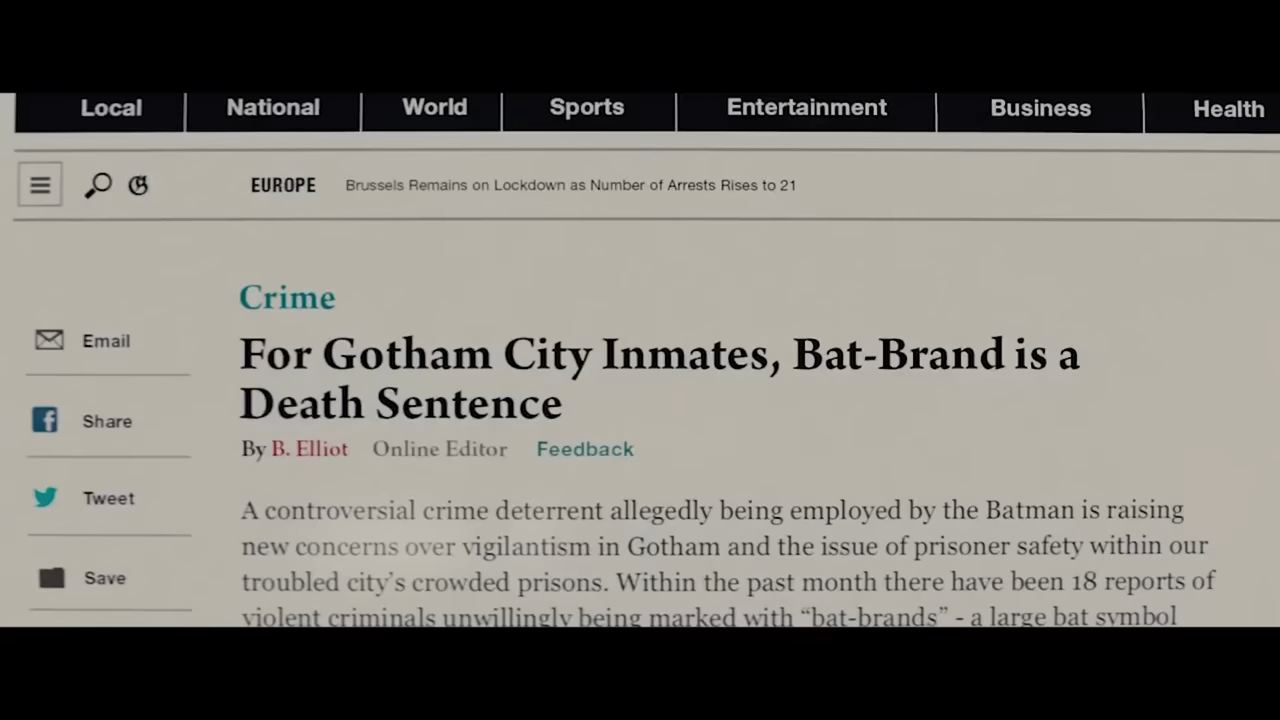 Local National World Sports Entertainment Business Health
EUROPE Brussels Remains on Lockdown as Number of Arrests Rises to 21
Crime
For Gotham City Inmates, Bat-Brand is a
Death Sentence
By B. Elliot Online Editor Feedback
Email
Share
Tweet
Save
A controversial crime deterrent allegedly being employed by the Batman is raising
new concerns over vigilantism in Gotham and the issue of prisoner safety within our
troubled city's crowded prisons. Within the past month there have been 18 reports of
violent criminals unwillingly being marked with “bat-brands” - a large bat symbol